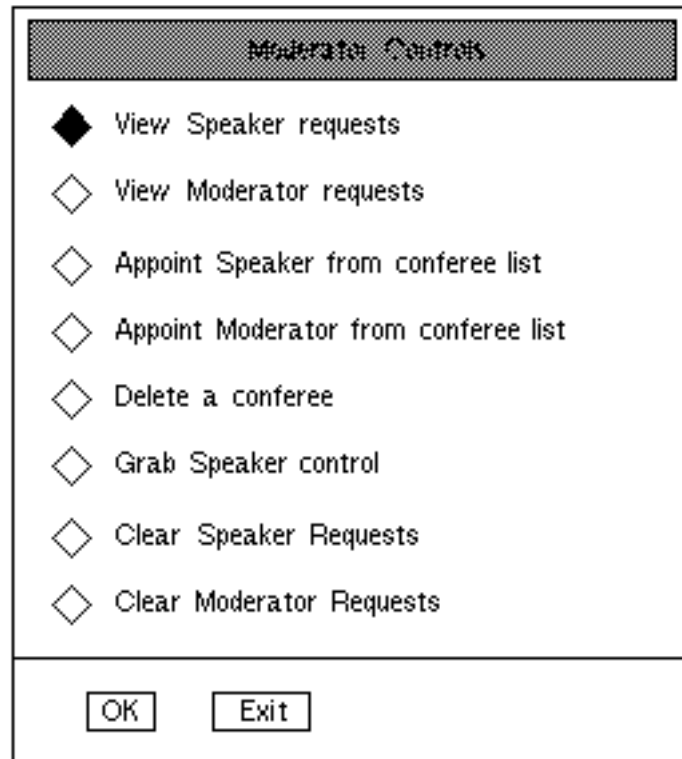 Moderator Controls
View Speaker requests
View Moderator requests
Appoint Speaker from conferee list
Appoint Moderator from conferee list
Delete a conferee
Grab Speaker control
Clear Speaker Requests
Clear Moderator Requests
OK Exit